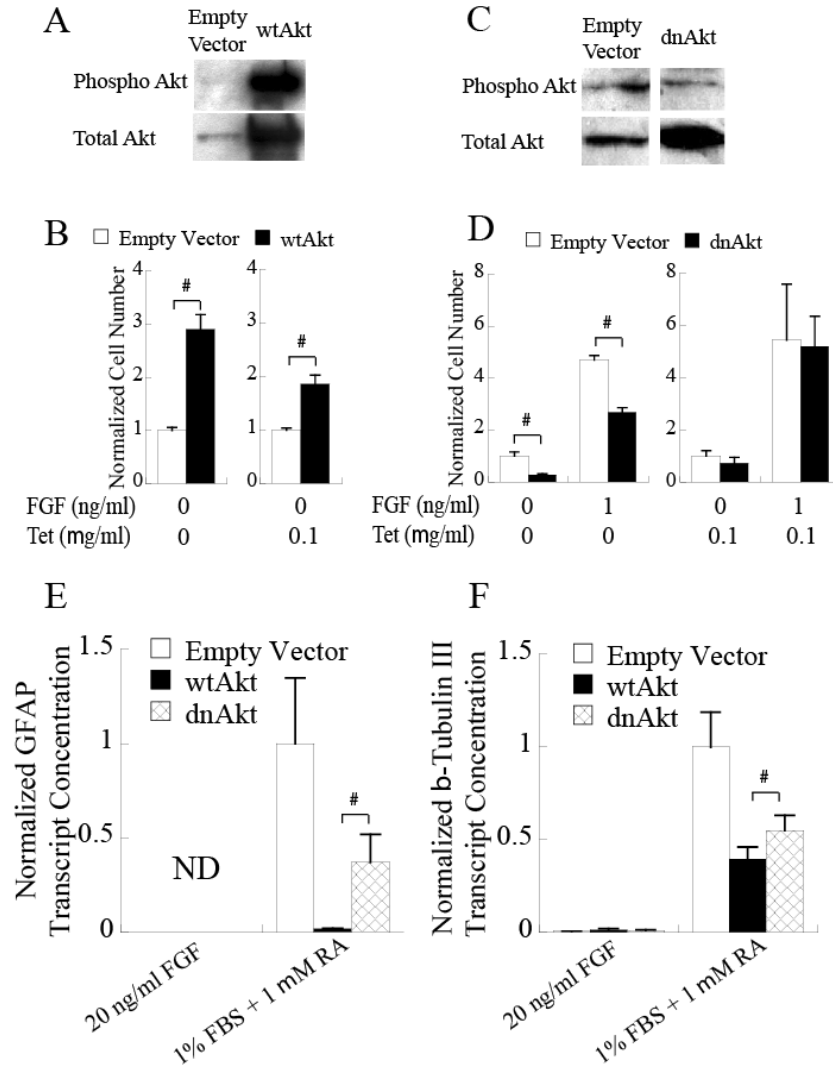 A
Empty
Vector
wtAkt
Phospho Akt
Total Akt
C
Empty
Vector
dnAkt
Phospho Akt
Total Akt
B
Empty Vector
wtAkt
Normalized Cell Number
4
3
2
1
0
#
4
3
2
1
0
#
FGF (ng/ml)
0
0
Tet (mg/ml)
0
0.1
D
Empty Vector
dnAkt
Normalized Cell Number
8
6
4
2
0
#
#
8
6
4
2
0
FGF (ng/ml)
0
1
0
1
Tet (mg/ml)
0
0
0.1
0.1
E
Normalized GFAP
Transcript Concentration
1.5
1
0.5
0
Empty Vector
wtAkt
dnAkt
#
ND
20 ng/ml FGF
1% FBS + 1 mM RA
F
Normalized b-Tubulin III
Transcript Concentration
1.5
1
0.5
0
Empty Vector
wtAkt
dnAkt
#
20 ng/ml FGF
1% FBS + 1 mM RA